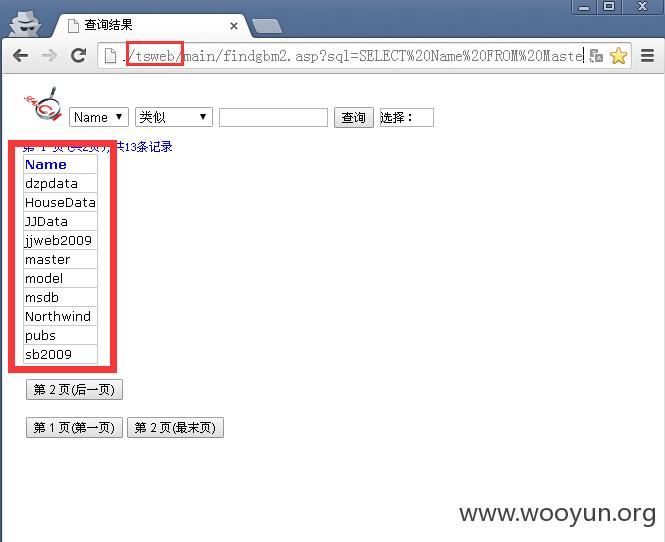 查询结果
/tsweb/main/findgbm2.asp?sql=SELECT%20Name%20FROM%20Maste
Name 类似 查询 选择：
第 1 页(共2页),共13条记录
Name
dzpdata
HouseData
JJData
jjweb2009
master
model
msdb
Northwind
pubs
sb2009
第 2 页(后一页)
第 1 页(第一页) 第 2 页(最末页)
www.wooyun.org